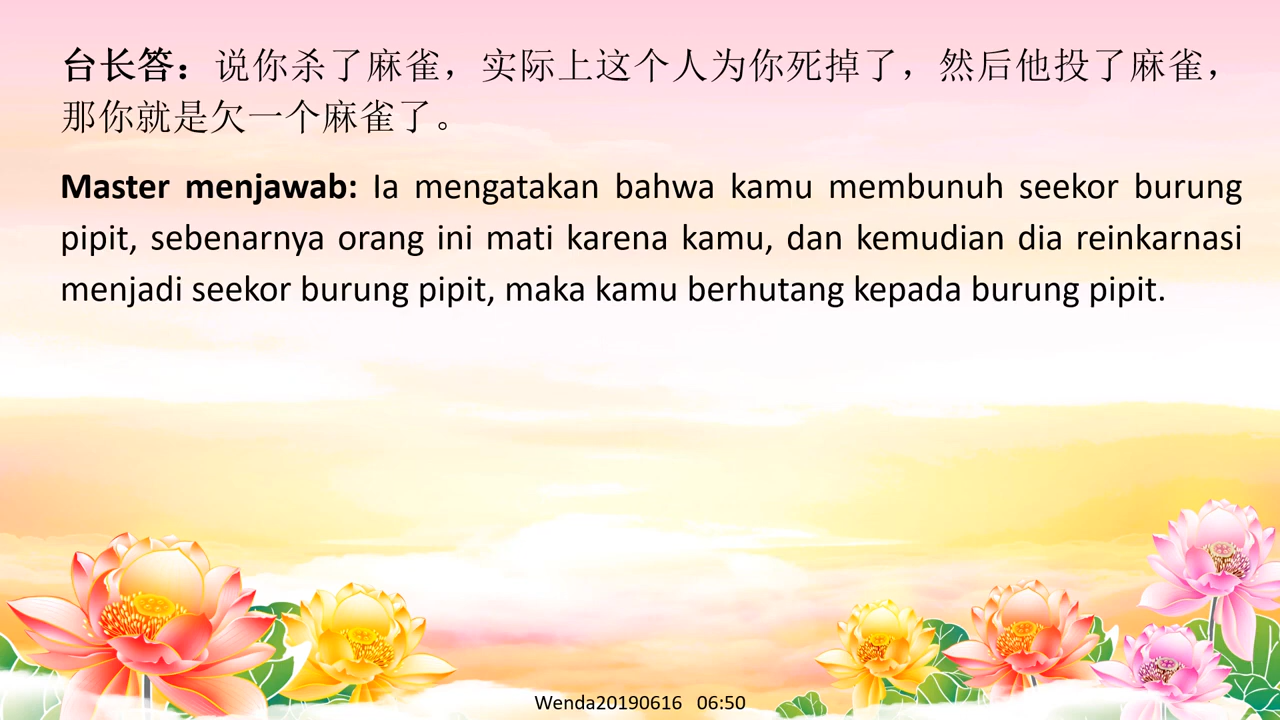 台长答：说你杀了麻雀，实际上这个人为你死掉了，然后他投了麻雀，
那你就是欠一个麻雀了。
Master menjawab: Ia mengatakan bahwa kamu membunuh seekor burung
pipit, sebenarnya orang ini mati karena kamu, dan kemudian dia reinkarnasi
menjadi seekor burung pipit, maka kamu berhutang kepada burung pipit.
Wenda20190616 06:50